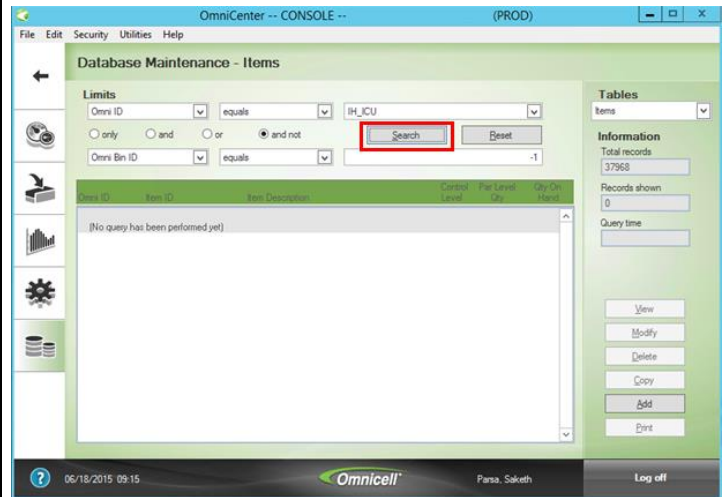 OmniCenter -- CONSOLE -- (PROD)
File Edit Security Utilities Help
Database Maintenance - Items
Limits
Omni ID equals IH_ICU
only and or and not Search Reset
Omni Bin ID equals -1
Omni ID Item ID Item Description Control Level Par Level Qty Qty On Hand
(No query has been performed yet)
Tables
Items
Information
Total records
37968
Records shown
0
Query time
View
Modify
Delete
Copy
Add
Print
? 06/18/2015 09:15 Omnicell Parsa, Saketh Log off